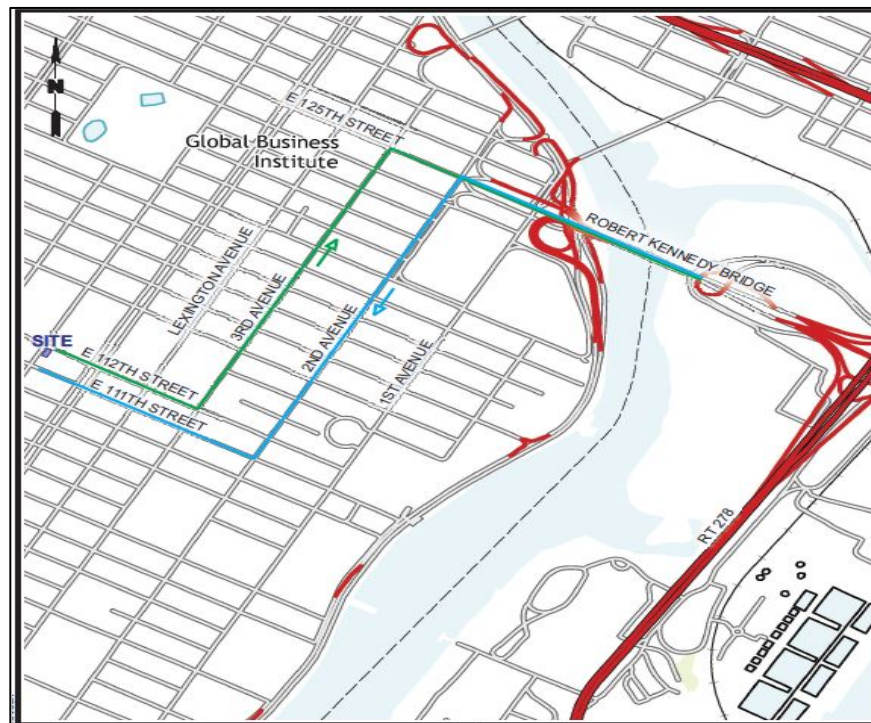 N
E 125TH STREET
Global Business
Institute
ROBERT KENNEDY BRIDGE
LEXINGTON AVENUE
3RD AVENUE
2ND AVENUE
1ST AVENUE
SITE
E 112TH STREET
E 111TH STREET
RT 278